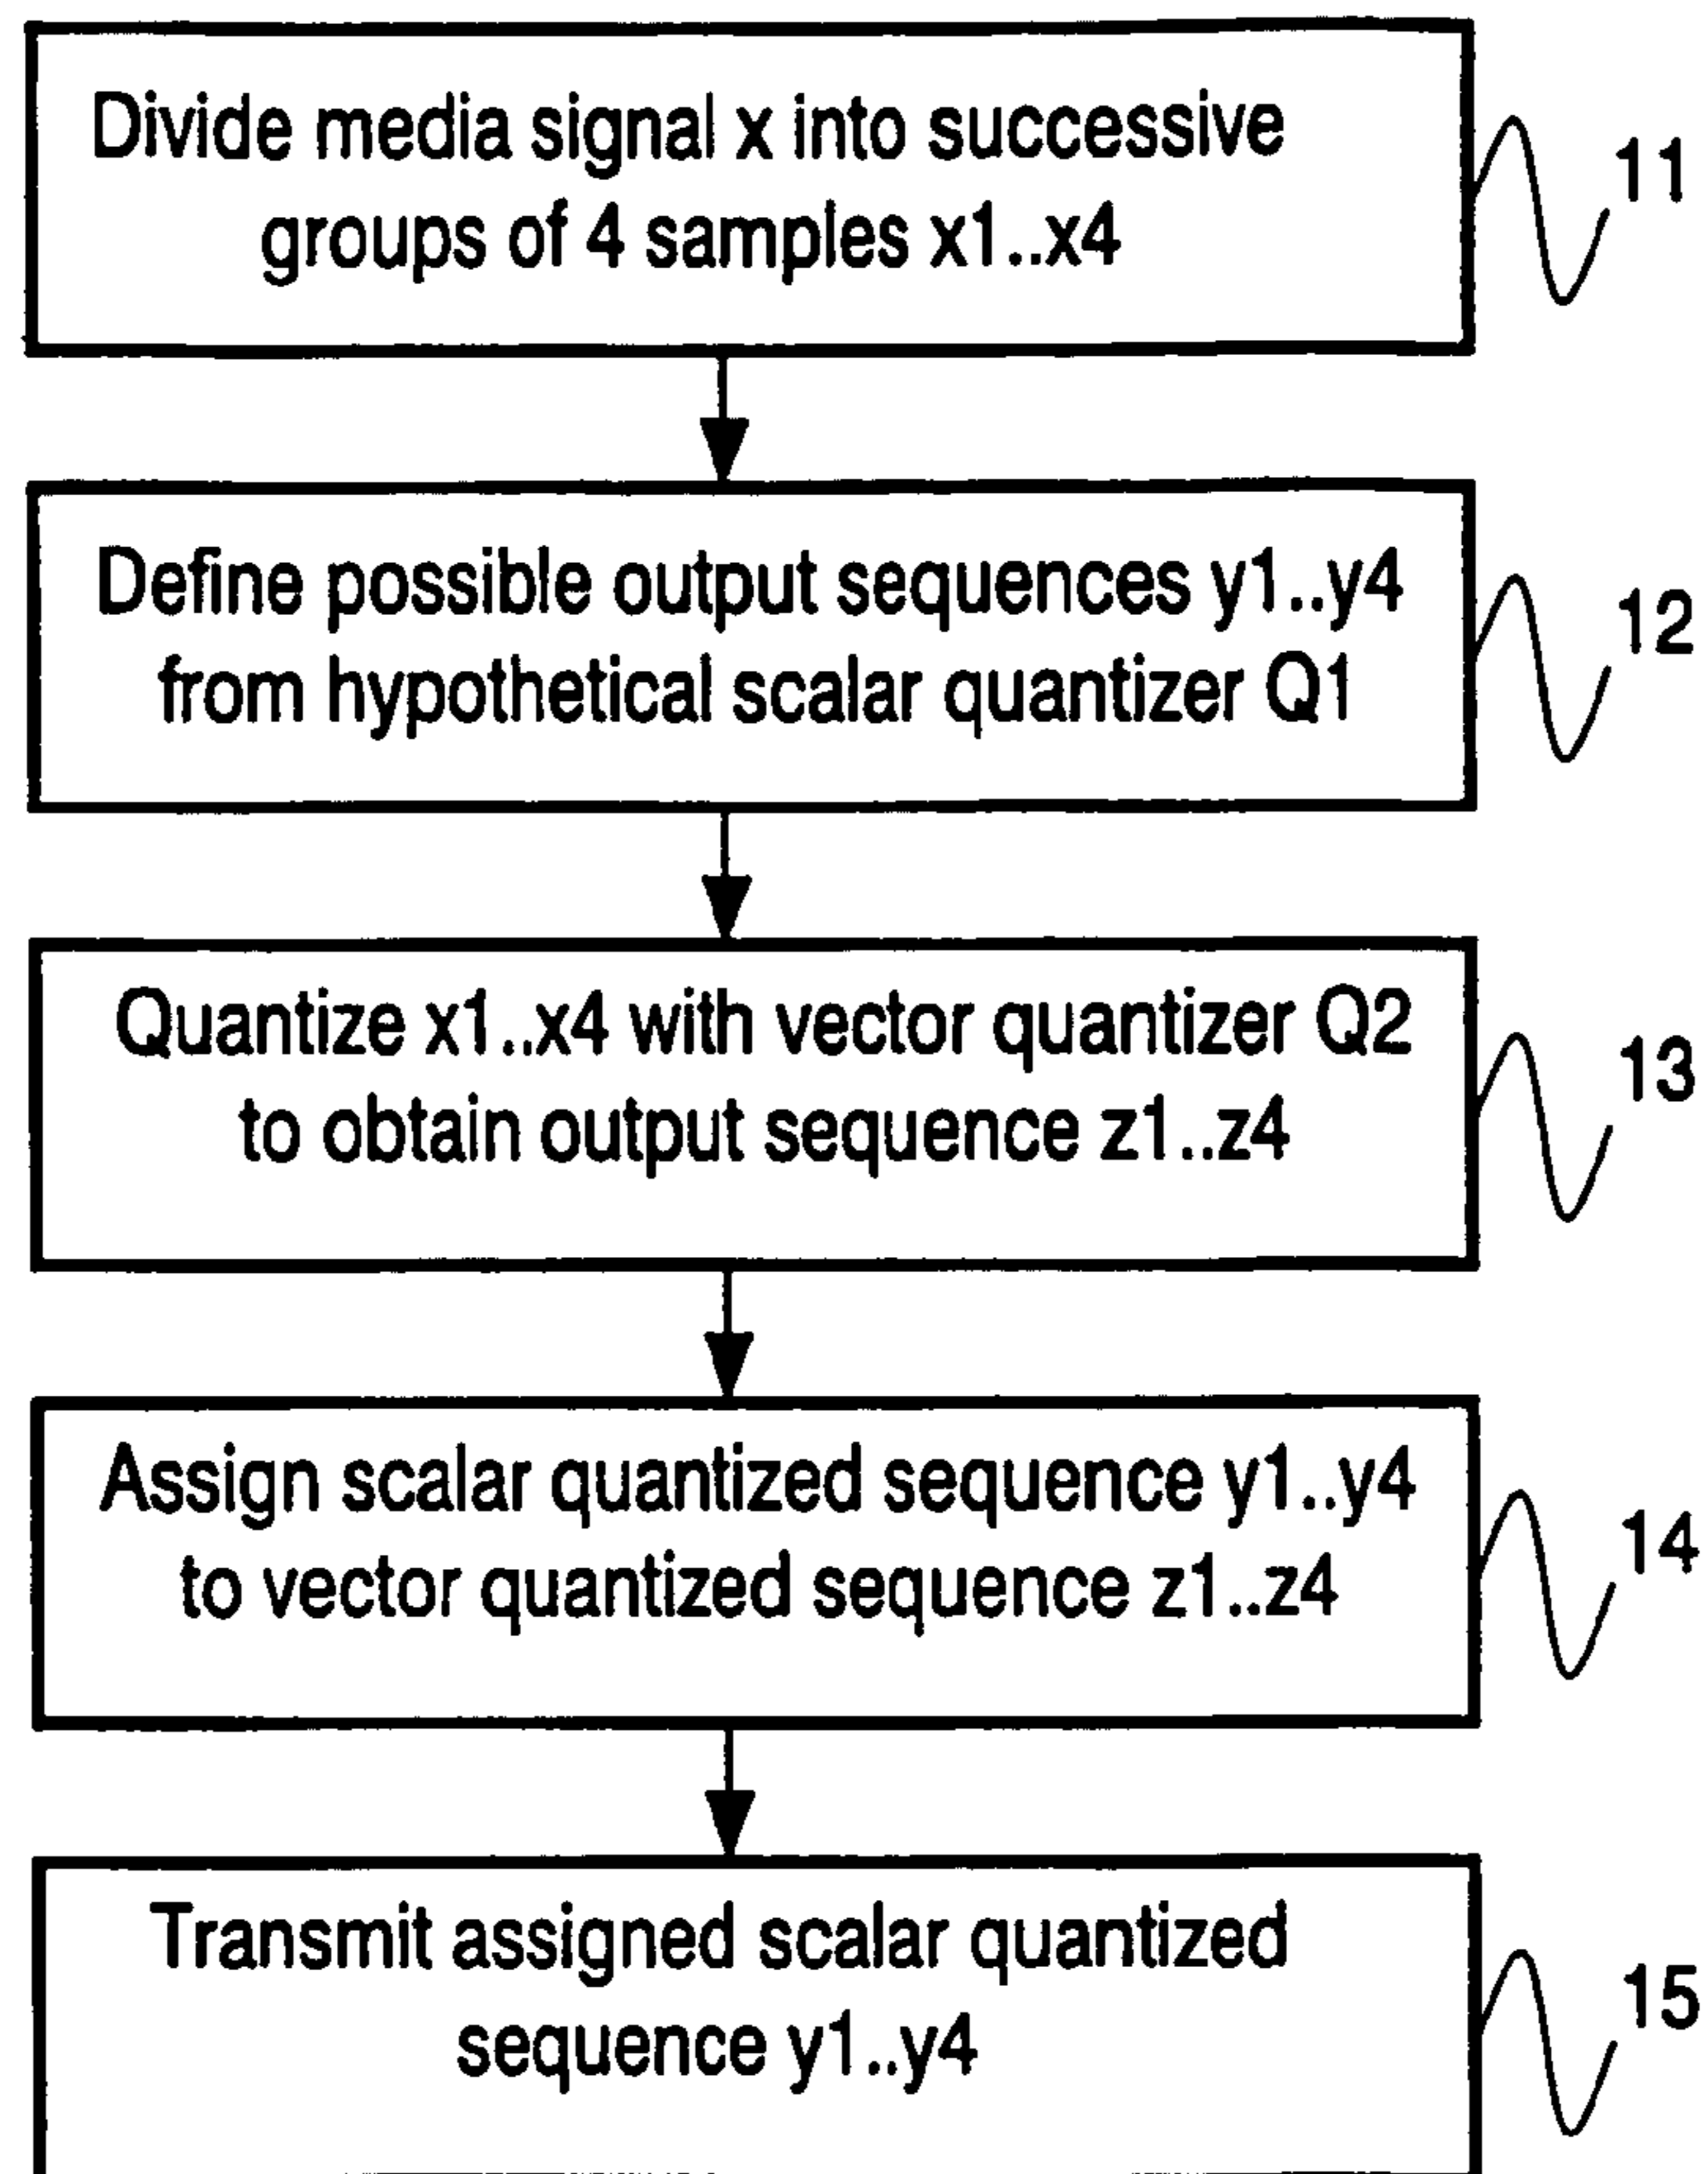 Divide media signal x into successive
groups of 4 samples x1..x4
11
Define possible output sequences y1..y4
from hypothetical scalar quantizer Q1
12
Quantize x1..x4 with vector quantizer Q2
to obtain output sequence z1..z4
13
Assign scalar quantized sequence y1..y4
to vector quantized sequence z1..z4
14
Transmit assigned scalar quantized
sequence y1..y4
15